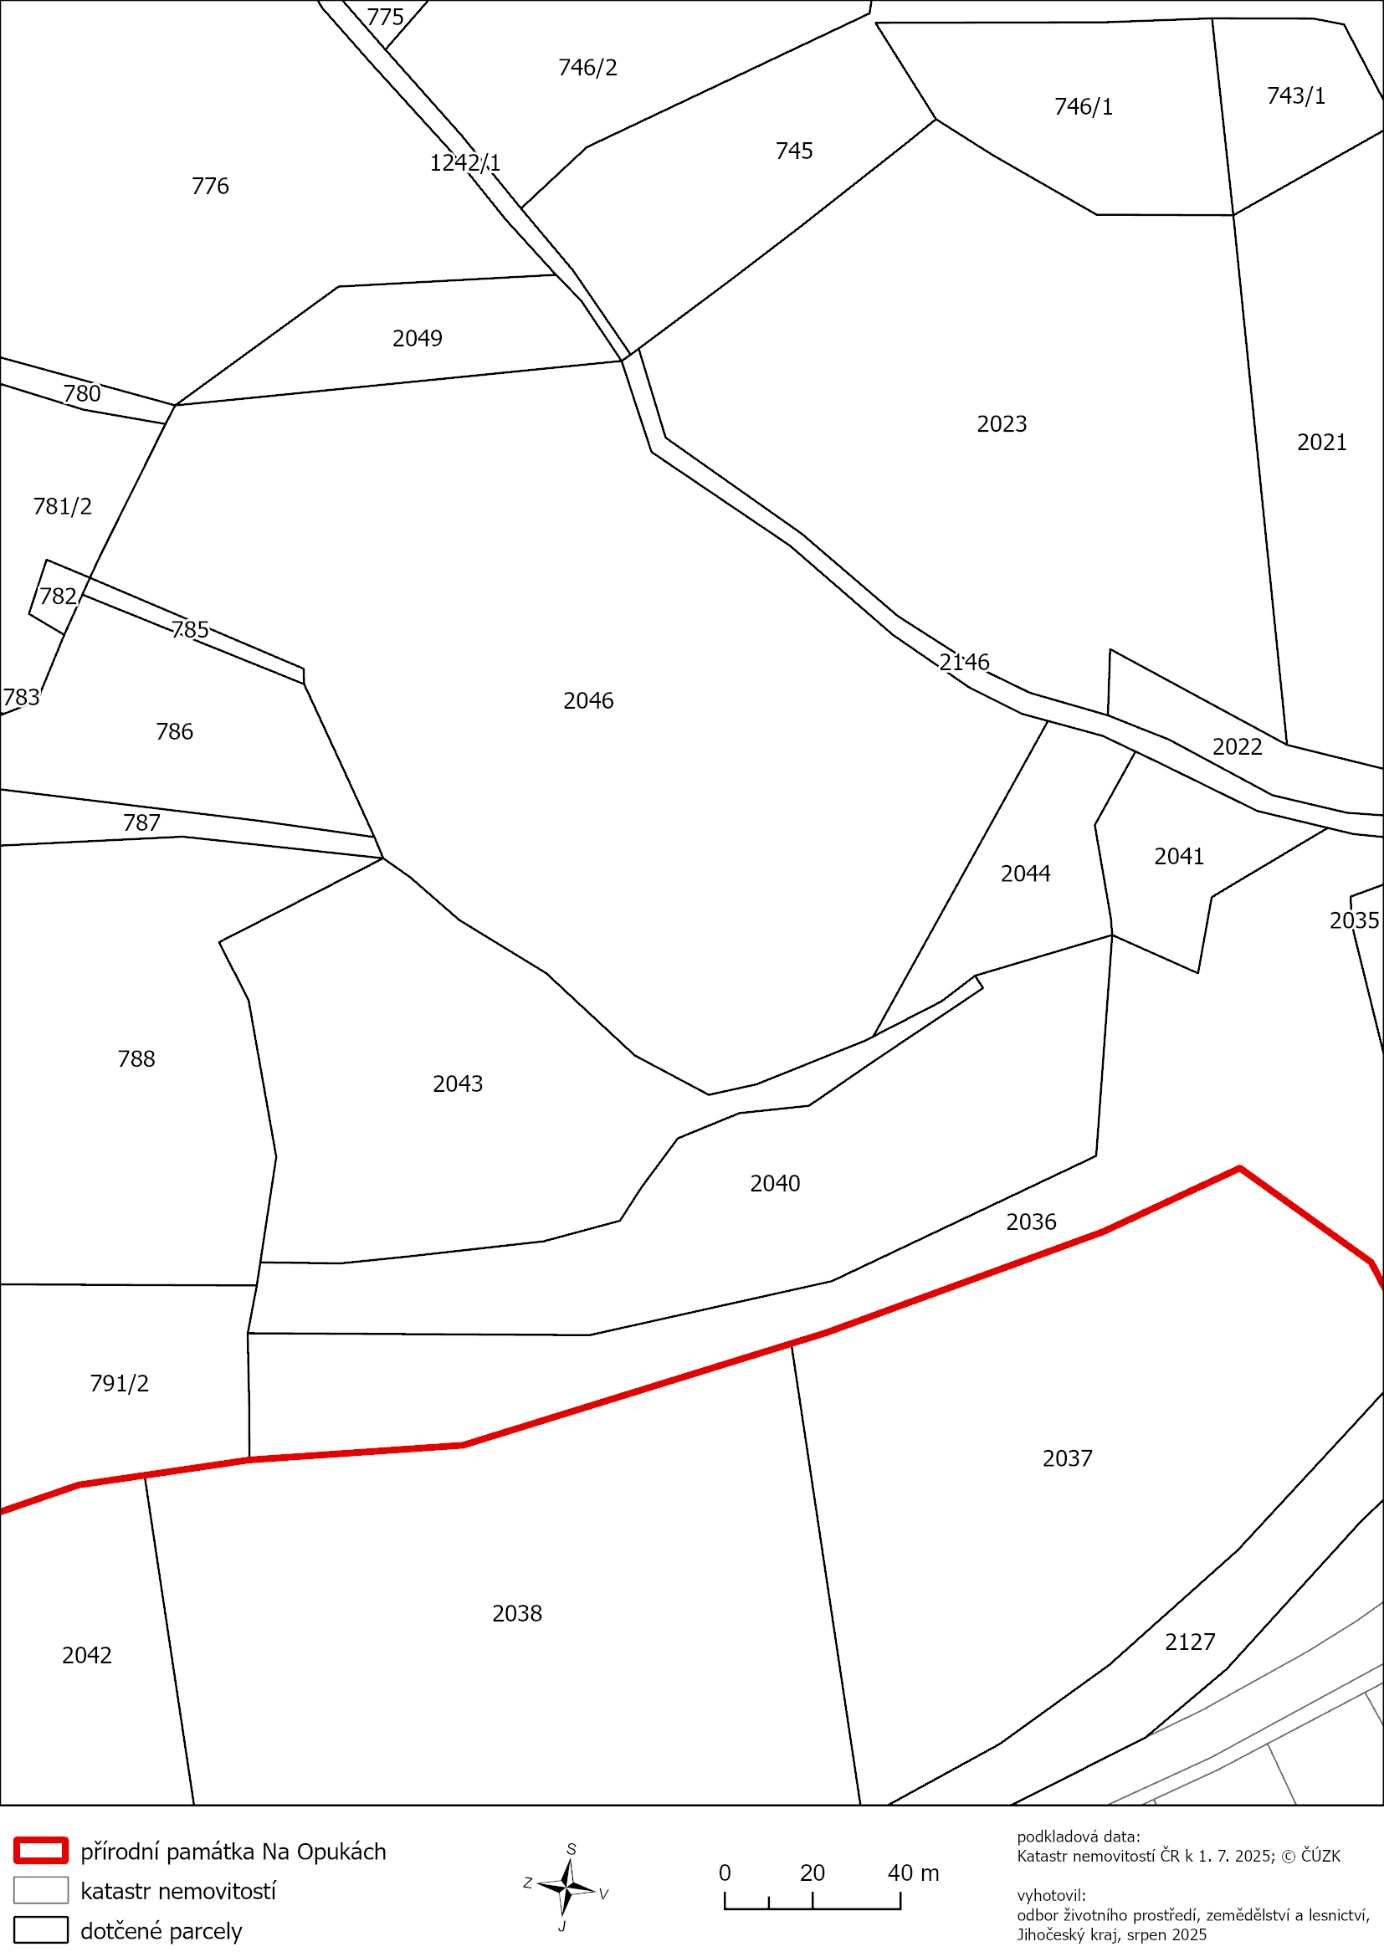 775
746/2
743/1
746/1
745
1242/1
776
2049
780
2023
2021
781/2
782
785
2146
783
2046
786
2022
787
2041
2044
2035
788
2043
2040
2036
791/2
2037
2038
2127
2042
přírodní památka Na Opukách
katastr nemovitostí
dotčené parcely
S
Z
V
J
0 20 40 m
podkladová data:
Katastr nemovitostí ČR k 1. 7. 2025; © ČÚZK
vyhotovil:
odbor životního prostředí, zemědělství a lesnictví,
Jihočeský kraj, srpen 2025